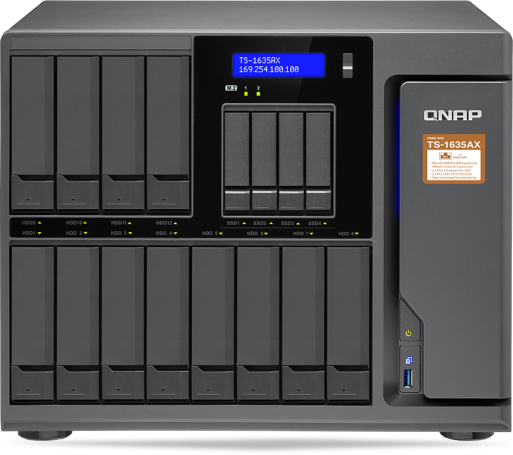 TS-1635AX
169.254.100.100
M.2 1 2
QNAP
TS-1635AX
SSD1 SSD2 SSD3 SSD4
HDD9 HDD10 HDD11 HDD12
HDD1 HDD 2 HDD 3 HDD 4 HDD 5 HDD 6 HDD 7 HDD 8